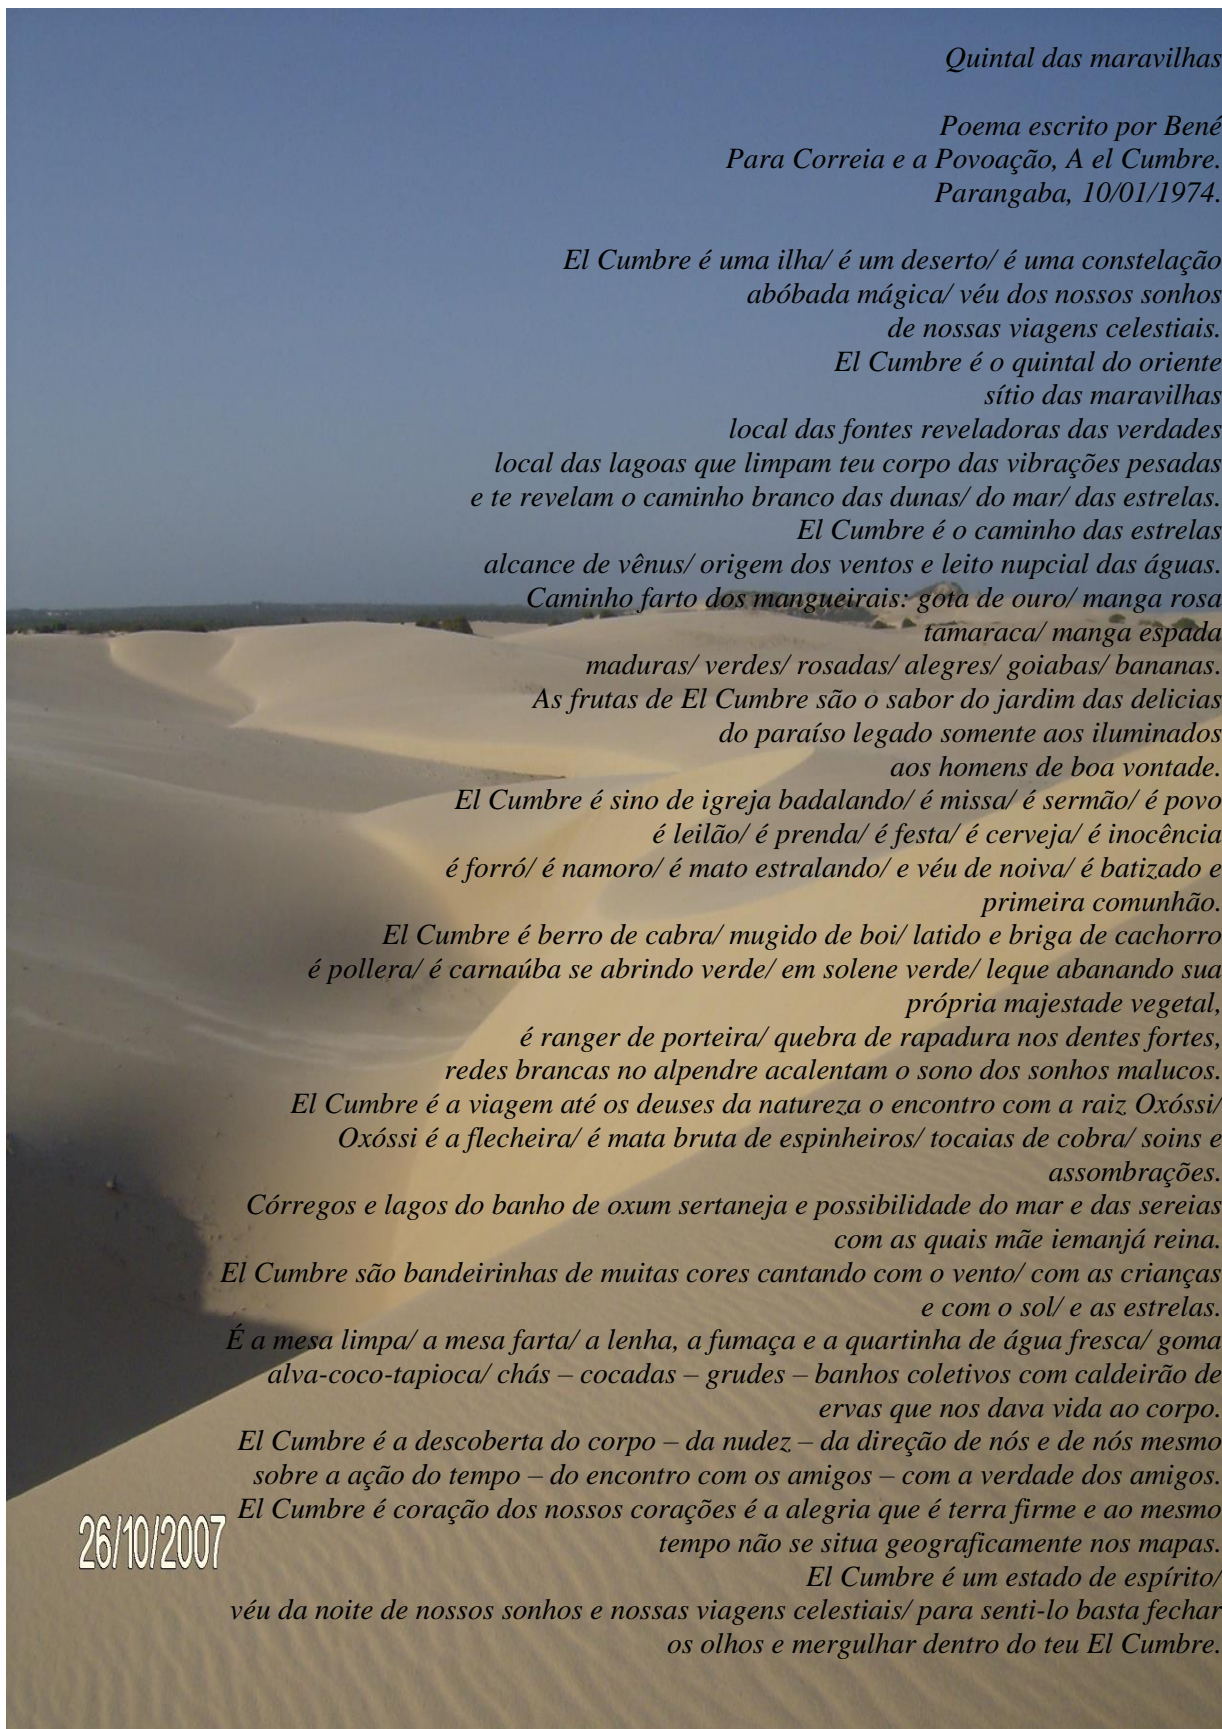 Quintal das maravilhas
Poema escrito por Bené
Para Correia e a Povoação, A el Cumbre.
Parangaba, 10/01/1974.
El Cumbre é uma ilha/ é um deserto/ é uma constelação
abóbada mágica/ véu dos nossos sonhos
de nossas viagens celestiais.
El Cumbre é o quintal do oriente
sítio das maravilhas
local das fontes reveladoras das verdades
local das lagoas que limpam teu corpo das vibrações pesadas
e te revelam o caminho branco das dunas/ do mar/ das estrelas.
El Cumbre é o caminho das estrelas
alcance de vênus/ origem dos ventos e leito nupcial das águas.
Caminho farto dos mangueirais: gota de ouro/ manga rosa
tamaraca/ manga espada
maduras/ verdes/ rosadas/ alegres/ goiabas/ bananas.
As frutas de El Cumbre são o sabor do jardim das delicias
do paraíso legado somente aos iluminados
aos homens de boa vontade.
El Cumbre é sino de igreja badalando/ é missa/ é sermão/ é povo
é leilão/ é prenda/ é festa/ é cerveja/ é inocência
é forró/ é namoro/ é mato estralando/ e véu de noiva/ é batizado e
primeira comunhão.
El Cumbre é berro de cabra/ mugido de boi/ latido e briga de cachorro
é pollera/ é carnaúba se abrindo verde/ em solene verde/ leque abanando sua
própria majestade vegetal,
é ranger de porteira/ quebra de rapadura nos dentes fortes,
redes brancas no alpendre acalentam o sono dos sonhos malucos.
El Cumbre é a viagem até os deuses da natureza o encontro com a raiz Oxóssi/
Oxóssi é a flecheira/ é mata bruta de espinheiros/ tocaias de cobra/ soins e
assombrações.
Córregos e lagos do banho de oxum sertaneja e possibilidade do mar e das sereias
com as quais mãe iemanjá reina.
El Cumbre são bandeirinhas de muitas cores cantando com o vento/ com as crianças
e com o sol/ e as estrelas.
É a mesa limpa/ a mesa farta/ a lenha, a fumaça e a quartinha de água fresca/ goma
alva-coco-tapioca/ chás – cocadas – grudes – banhos coletivos com caldeirão de
ervas que nos dava vida ao corpo.
El Cumbre é a descoberta do corpo – da nudez – da direção de nós e de nós mesmo
sobre a ação do tempo – do encontro com os amigos – com a verdade dos amigos.
El Cumbre é coração dos nossos corações é a alegria que é terra firme e ao mesmo
tempo não se situa geograficamente nos mapas.
El Cumbre é um estado de espírito/
véu da noite de nossos sonhos e nossas viagens celestiais/ para senti-lo basta fechar
os olhos e mergulhar dentro do teu El Cumbre.
26/10/2007